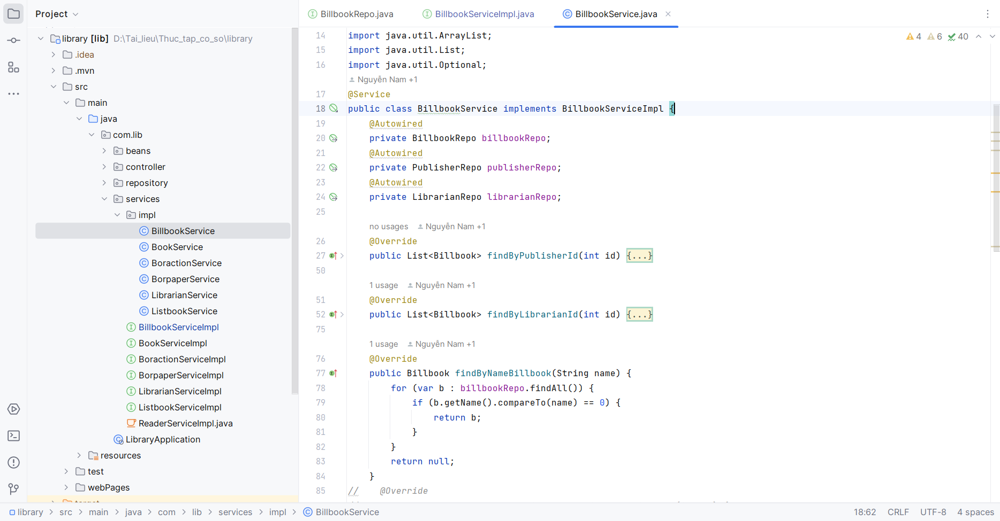 Project
BillbookRepo.java
BillbookServiceImpl.java
BillbookService.java
library [lib] D:\Tai_lieu\Thuc_tap_co_so\library
.idea
.mvn
src
main
java
com.lib
beans
controller
repository
services
impl
BillbookService
BookService
BoractionService
BorpaperService
LibrarianService
ListbookService
BillbookServiceImpl
BookServiceImpl
BoractionServiceImpl
BorpaperServiceImpl
LibrarianServiceImpl
ListbookServiceImpl
ReaderServiceImpl.java
LibraryApplication
resources
test
webPages
4 6 40
14 import java.util.ArrayList;
15 import java.util.List;
16 import java.util.Optional;
Nguyễn Nam +1
17 @Service
18 public class BillbookService implements BillbookServiceImpl {
19 @Autowired
20 private BillbookRepo billbookRepo;
21 @Autowired
22 private PublisherRepo publisherRepo;
23 @Autowired
24 private LibrarianRepo librarianRepo;
25
no usages Nguyễn Nam +1
26 @Override
27 public List<Billbook> findByPublisherId(int id) {...}
50
1 usage Nguyễn Nam +1
51 @Override
52 public List<Billbook> findByLibrarianId(int id) {...}
75
1 usage Nguyễn Nam +1
76 @Override
77 public Billbook findByNameBillbook(String name) {
78 for (var b : billbookRepo.findAll()) {
79 if (b.getName().compareTo(name) == 0) {
80 return b;
81 }
82 }
83 return null;
84 }
85 // @Override
library > src > main > java > com > lib > services > impl > BillbookService
18:62 CRLF UTF-8 4 spaces